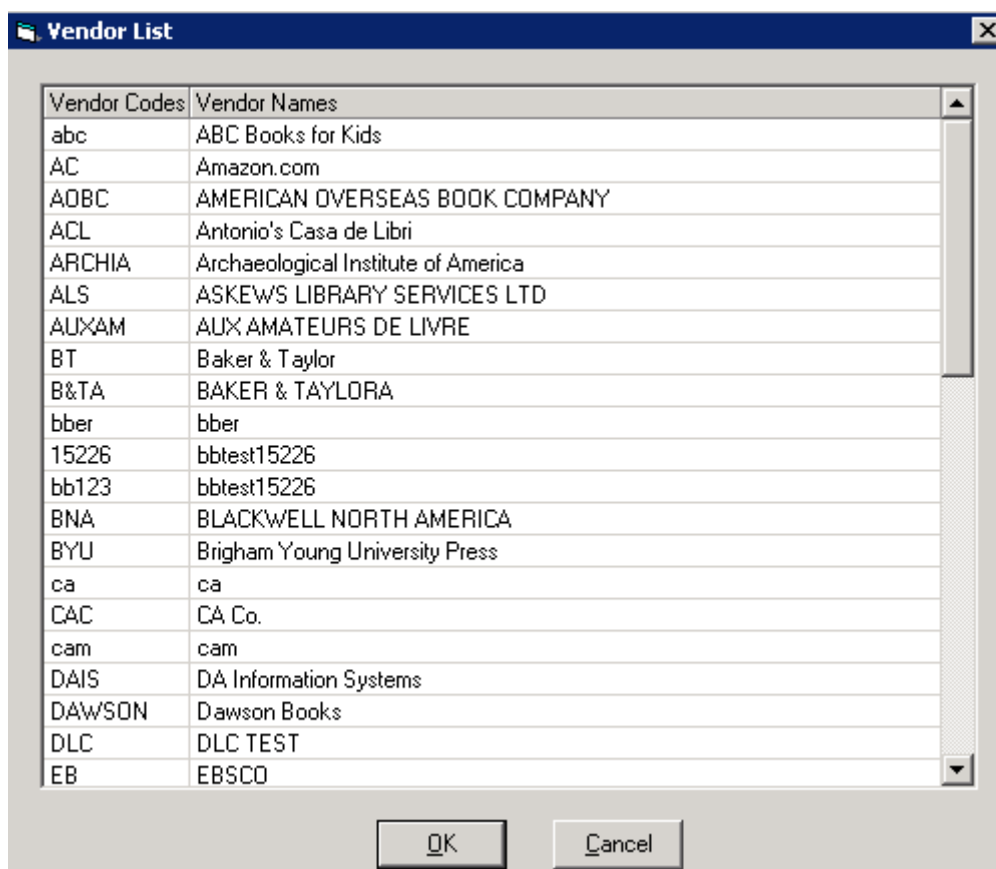 Vendor List
Vendor Codes Vendor Names
abc ABC Books for Kids
AC Amazon.com
AOBC AMERICAN OVERSEAS BOOK COMPANY
ACL Antonio's Casa de Libri
ARCHIA Archaeological Institute of America
ALS ASKEWS LIBRARY SERVICES LTD
AUXAM AUX AMATEURS DE LIVRE
BT Baker & Taylor
B&TA BAKER & TAYLORA
bber bber
15226 bbtest15226
bb123 bbtest15226
BNA BLACKWELL NORTH AMERICA
BYU Brigham Young University Press
ca ca
CAC CA Co.
cam cam
DAIS DA Information Systems
DAWSON Dawson Books
DLC DLC TEST
EB EBSCO
OK Cancel